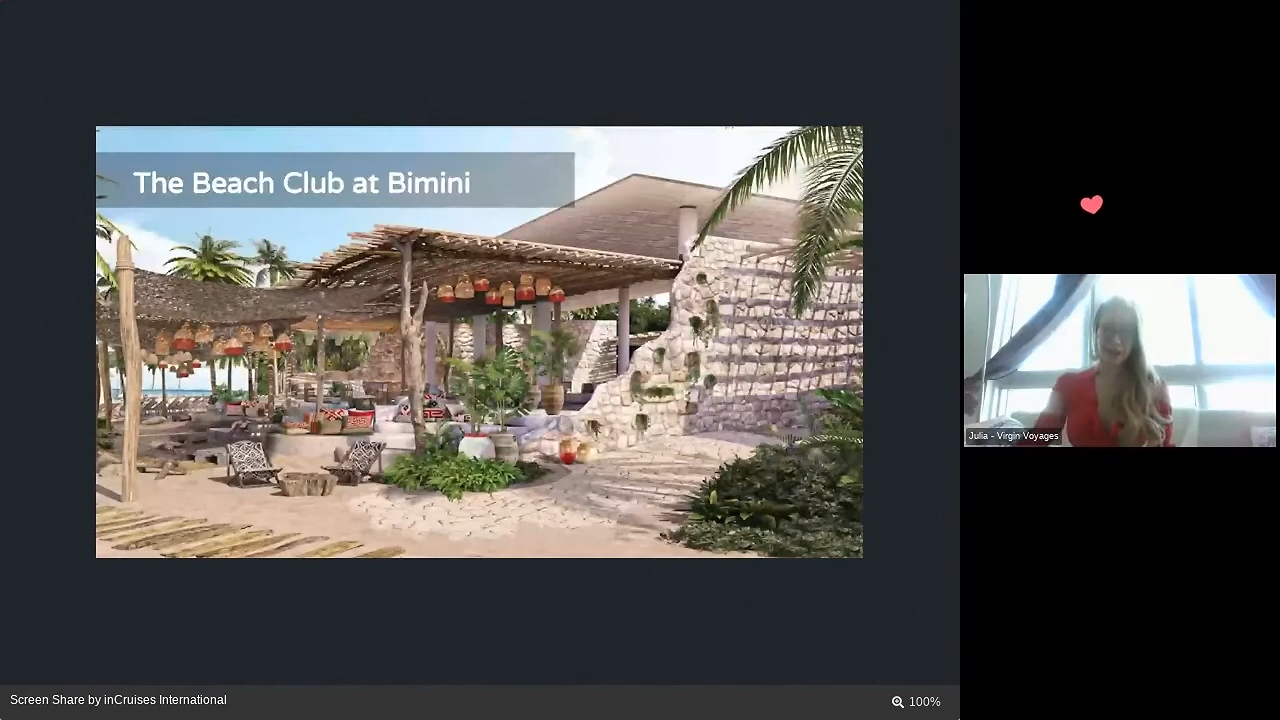 The Beach Club at Bimini
Julia - Virgin Voyages
Screen Share by inCruises International
100%